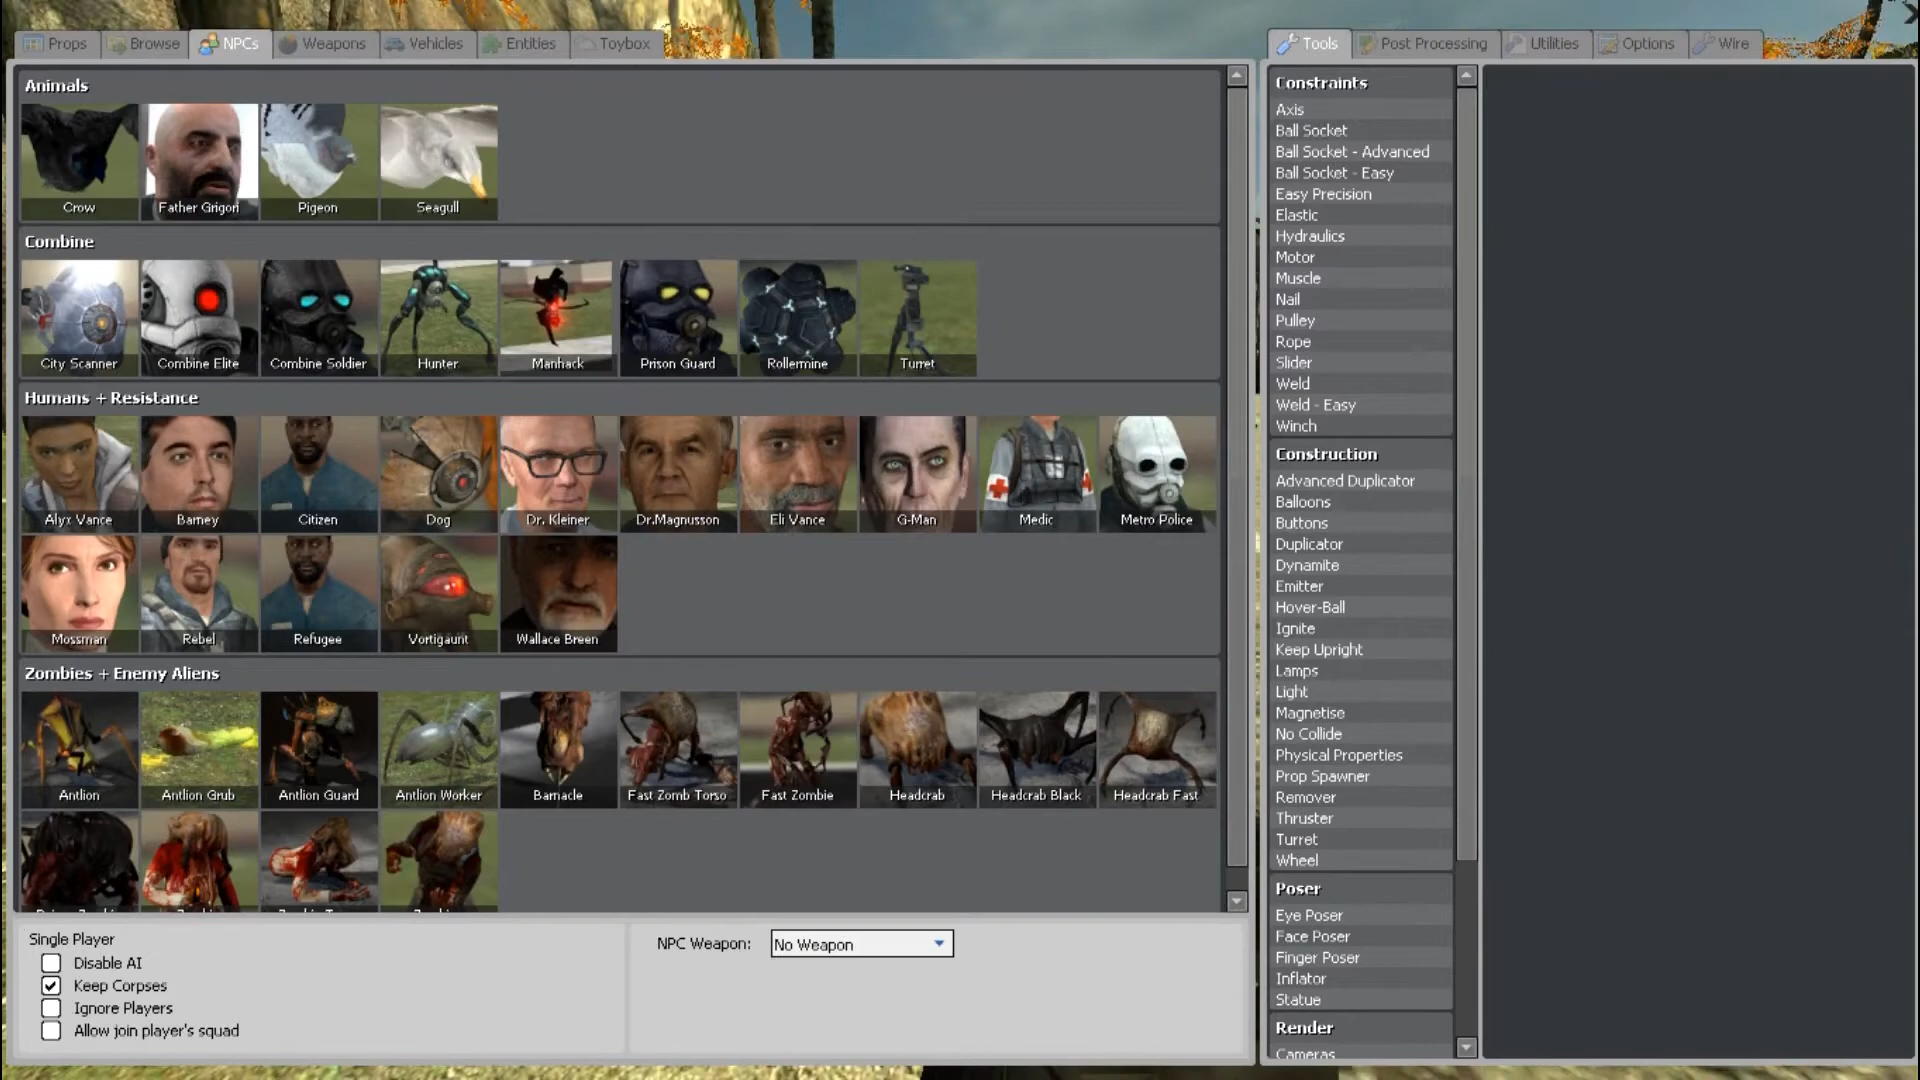 Props
Browse
NPCs
Weapons
Vehicles
Entities
Toybox
Tools
Post Processing
Utilities
Options
Wire
Animals
Crow
Father Grigori
Pigeon
Seagull
Combine
City Scanner
Combine Elite
Combine Soldier
Hunter
Manhack
Prison Guard
Rollermine
Turret
Humans + Resistance
Alyx Vance
Barney
Citizen
Dog
Dr. Kleiner
Dr.Magnusson
Eli Vance
G-Man
Medic
Metro Police
Mossman
Rebel
Refugee
Vortigaunt
Wallace Breen
Zombies + Enemy Aliens
Antlion
Antlion Grub
Antlion Guard
Antlion Worker
Barnacle
Fast Zomb Torso
Fast Zombie
Headcrab
Headcrab Black
Headcrab Fast
Single Player
Disable AI
Keep Corpses
Ignore Players
Allow join player's squad
NPC Weapon:
No Weapon
Constraints
Axis
Ball Socket
Ball Socket - Advanced
Ball Socket - Easy
Easy Precision
Elastic
Hydraulics
Motor
Muscle
Nail
Pulley
Rope
Slider
Weld
Weld - Easy
Winch
Construction
Advanced Duplicator
Balloons
Buttons
Duplicator
Dynamite
Emitter
Hover-Ball
Ignite
Keep Upright
Lamps
Light
Magnetise
No Collide
Physical Properties
Prop Spawner
Remover
Thruster
Turret
Wheel
Poser
Eye Poser
Face Poser
Finger Poser
Inflator
Statue
Render
Cameras